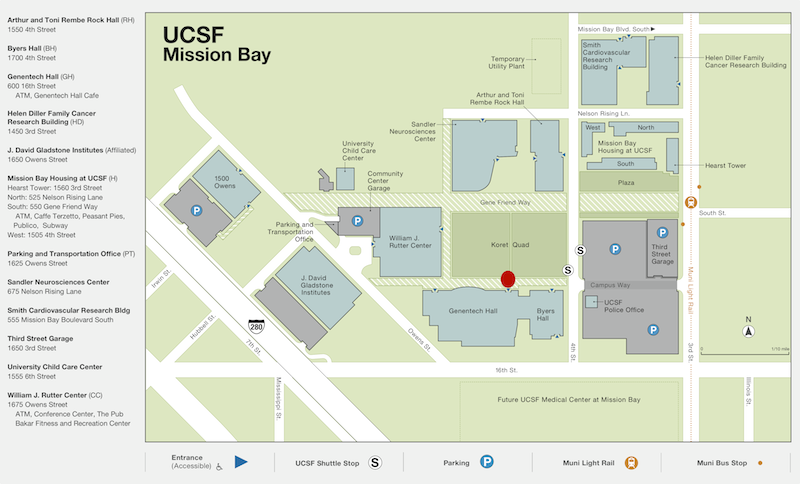 Arthur and Toni Rembe Rock Hall (RH)
1550 4th Street
Byers Hall (BH)
1700 4th Street
Genentech Hall (GH)
600 16th Street
ATM, Genentech Hall Cafe
Helen Diller Family Cancer
Research Building (HD)
1450 3rd Street
J. David Gladstone Institutes (Affiliated)
1650 Owens Street
Mission Bay Housing at UCSF (H)
Hearst Tower: 1560 3rd Street
North: 525 Nelson Rising Lane
South: 550 Gene Friend Way
ATM, Caffe Terzetto, Peasant Pies,
Publico, Subway
West: 1505 4th Street
Parking and Transportation Office (PT)
1625 Owens Street
Sandler Neurosciences Center
675 Nelson Rising Lane
Smith Cardiovascular Research Bldg
555 Mission Bay Boulevard South
Third Street Garage
1650 3rd Street
University Child Care Center
1555 6th Street
William J. Rutter Center (CC)
1675 Owens Street
ATM, Conference Center, The Pub
Bakar Fitness and Recreation Center
UCSF
Mission Bay
Mission Bay Blvd. South
Smith
Cardiovascular
Research
Building
Helen Diller Family
Cancer Research Building
Temporary
Utility Plant
Arthur and Toni
Rembe Rock Hall
Nelson Rising Ln.
Sandler
Neurosciences
Center
West
North
Mission Bay
Housing at UCSF
South
Hearst Tower
Plaza
University
Child Care
Center
Community
Center
Garage
1500
Owens
P
Gene Friend Way
South St.
P
Parking and
Transportation
Office
William J.
Rutter Center
Koret Quad
S
S
P
P
Third
Street
Garage
Campus Way
Muni Light Rail
J. David
Gladstone
Institutes
Genentech Hall
Byers
Hall
UCSF
Police Office
P
N
1/10 mile
Irwin St.
Hubbell St.
280
7th St.
Owens St.
4th St.
3rd St.
16th St.
Mississippi St.
Illinois St.
Future UCSF Medical Center at Mission Bay
Entrance
(Accessible)
UCSF Shuttle Stop
S
Parking
P
Muni Light Rail
Muni Bus Stop